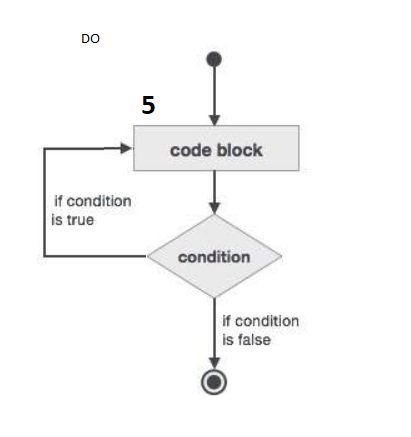 DO
5
code block
if condition
is true
condition
if condition
is false